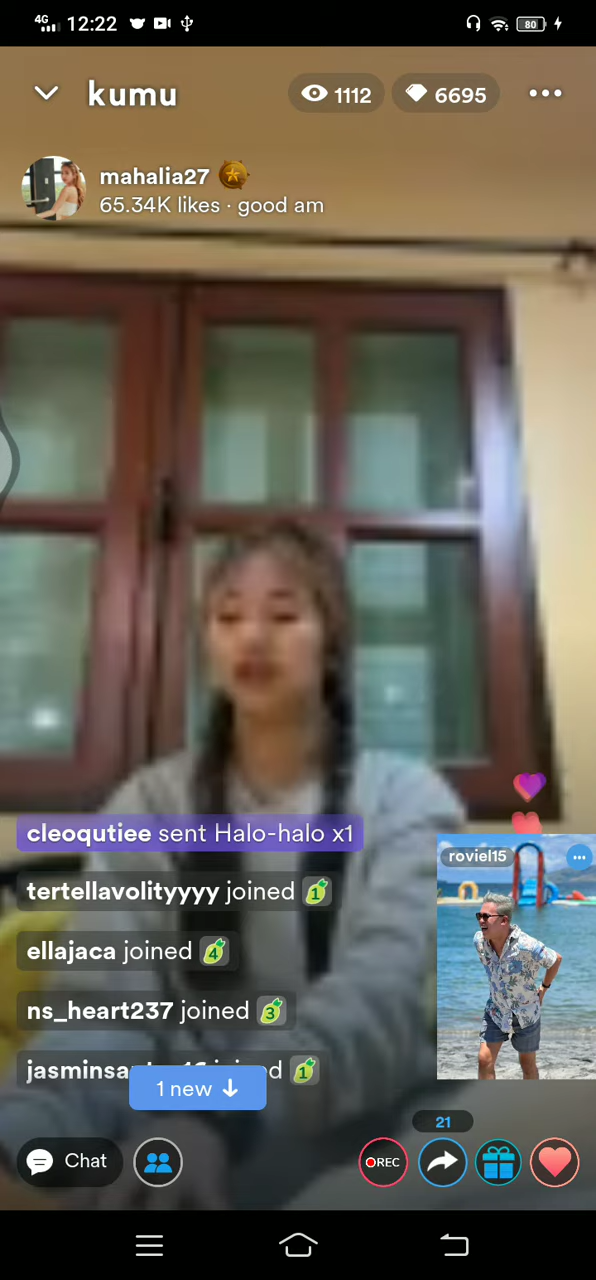 4G 12:22 80
kumu 1112 6695
mahalia27
65.34K likes · good am
cleoqutiee sent Halo-halo x1
roviel15
tertellavolityyyy joined 1
ellajaca joined 4
ns_heart237 joined 3
1
1 new
21
Chat REC